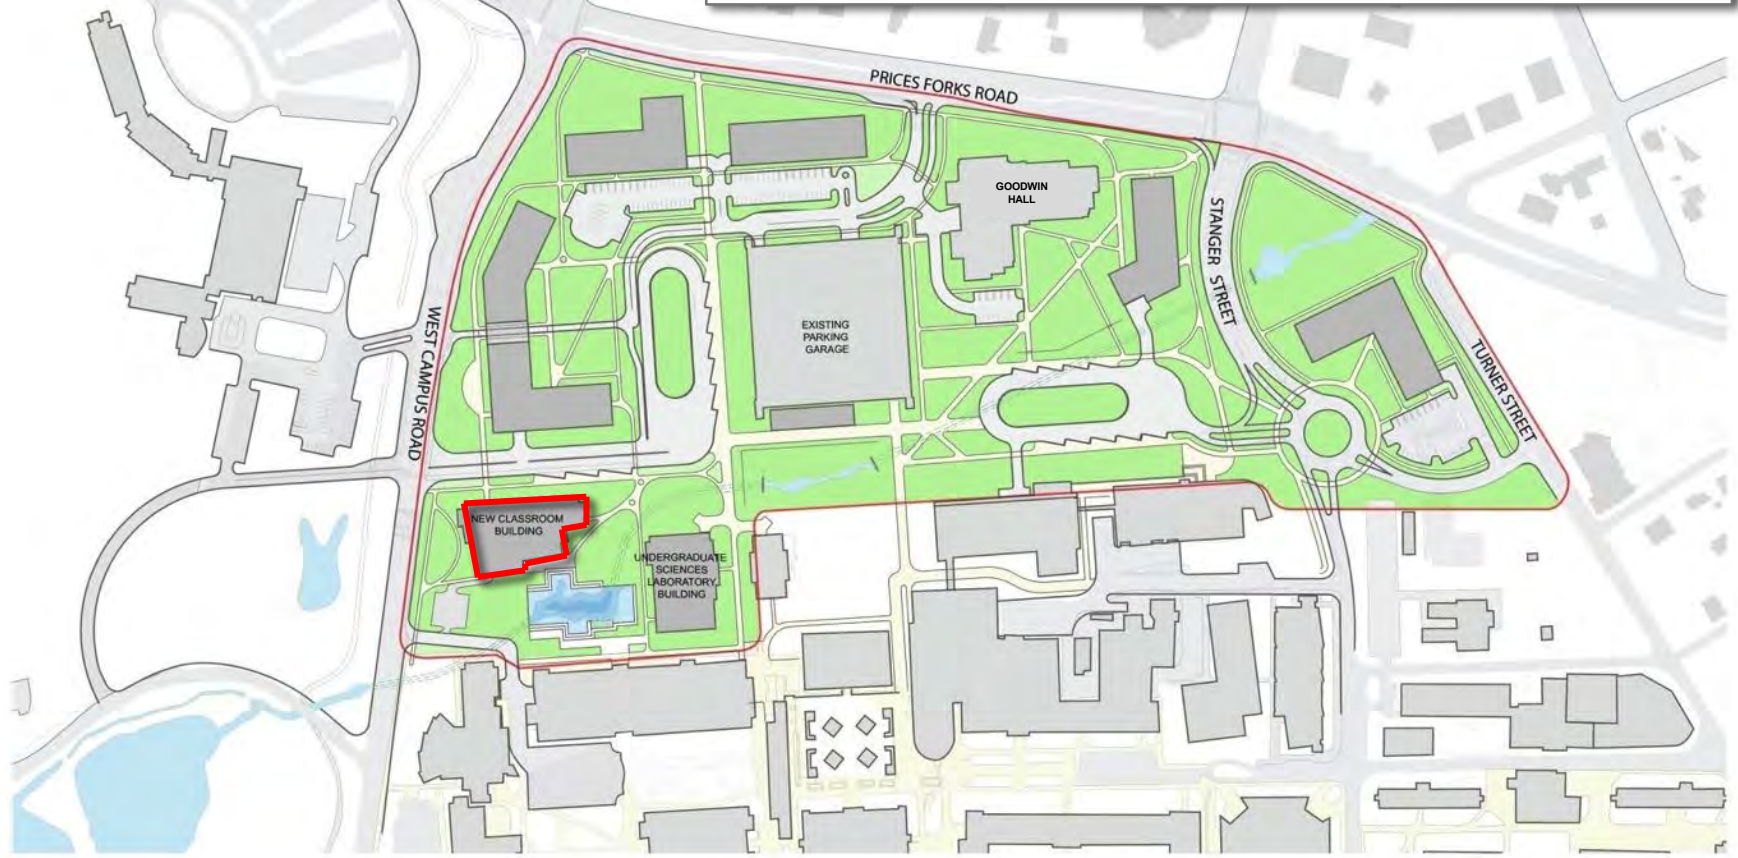 PRICES FORKS ROAD
GOODWIN
HALL
STANGER STREET
EXISTING
PARKING
GARAGE
WEST CAMPUS ROAD
TURNER STREET
NEW CLASSROOM
BUILDING
UNDERGRADUATE
SCIENCES
LABORATORY
BUILDING